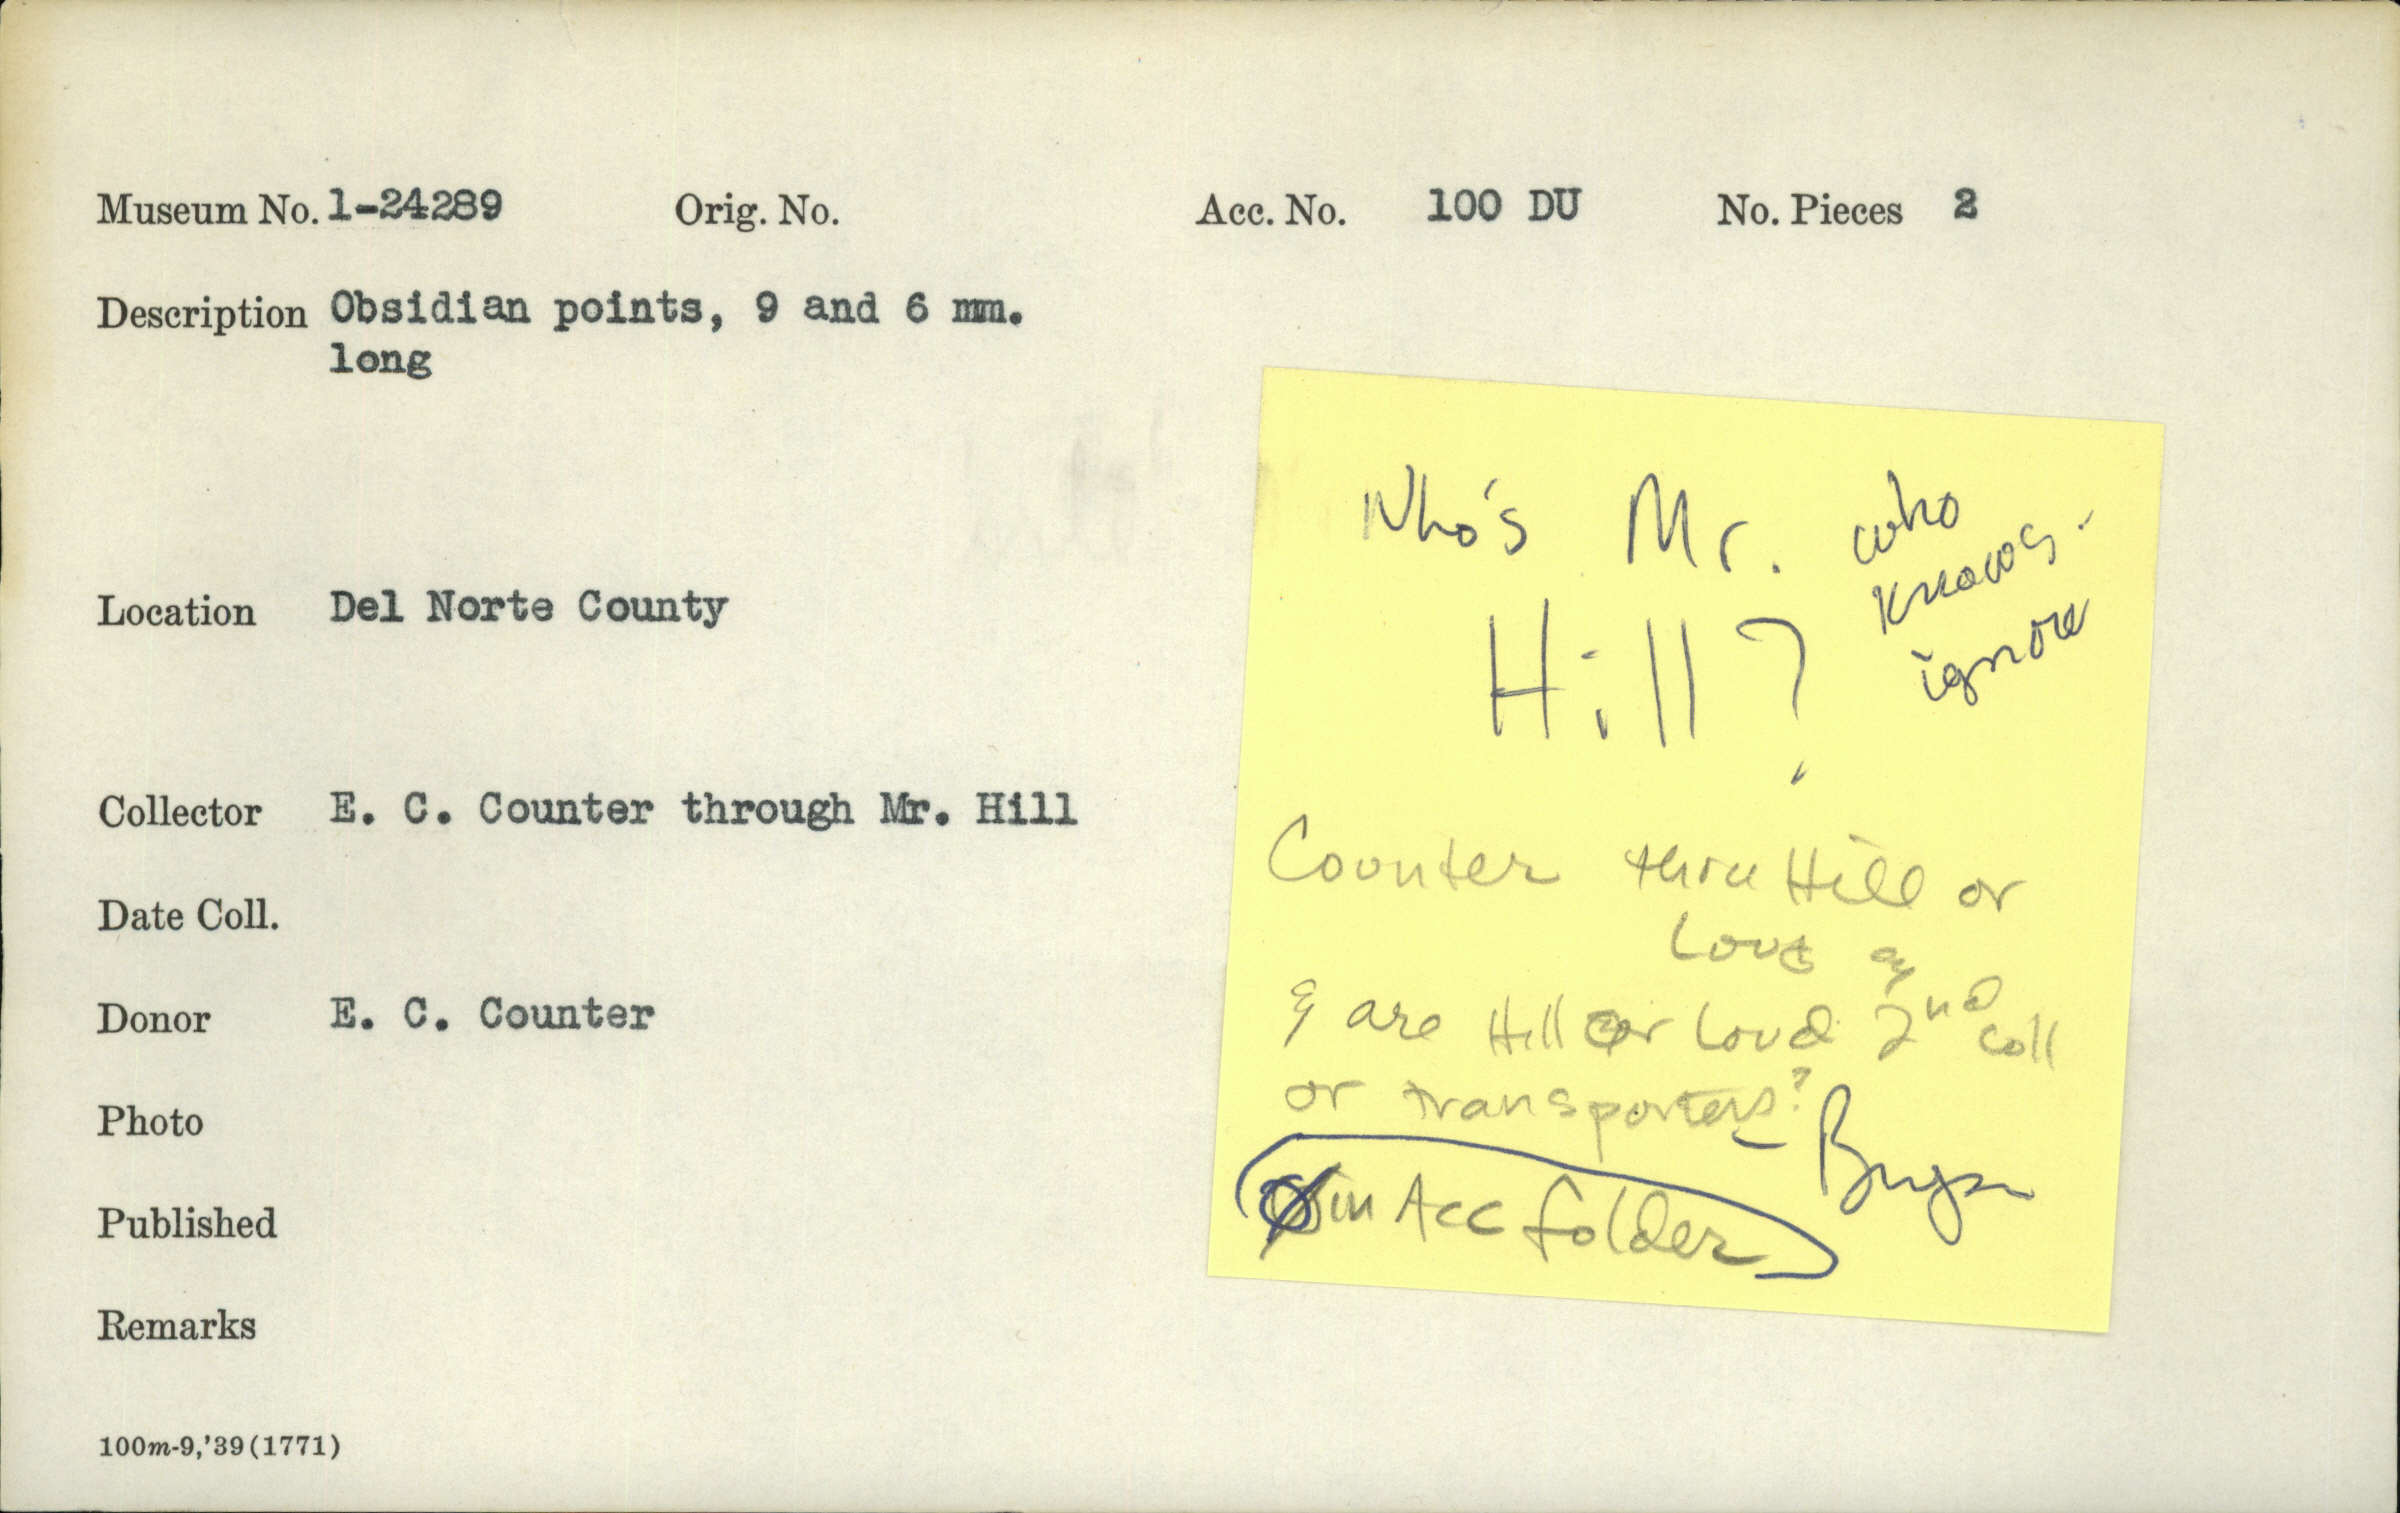 Museum No. 1-24289 Orig. No. Acc. No. 100 DU No. Pieces 2
Description Obsidian points, 9 and 6 mm.
long
Location Del Norte County
Collector E. C. Counter through Mr. Hill
Date Coll.
Donor E. C. Counter
Photo
Published
Remarks
100m-9,'39(1771)
Who's Mr.
Hill?
who
knows.
ignore
Counter thru Hill or
Loud
& are Hill or Loud 2nd coll
or transporters?
in Acc folder